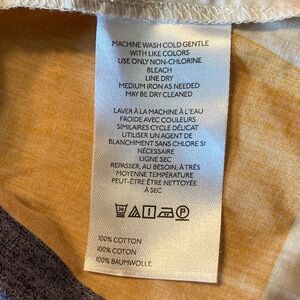 MACHINE WASH COLD GENTLE
WITH LIKE COLORS
USE ONLY NON-CHLORINE
BLEACH
LINE DRY
MEDIUM IRON AS NEEDED
MAY BE DRY CLEANED
LAVER À LA MACHINE À L'EAU
FROIDE AVEC COULEURS
SIMILAIRES CYCLE DÉLICAT
UTILISER UN AGENT DE
BLANCHIMENT SANS CHLORE SI
NÉCESSAIRE
LIGNE SEC
REPASSER, AU BESOIN, À TRÉS
MOYENNE TEMPÉRATURE
PEUT-ÊTRE ÊTRE NETTOYÉE
À SEC
30 P
100% COTTON
100% COTON
100% BAUMWOLLE